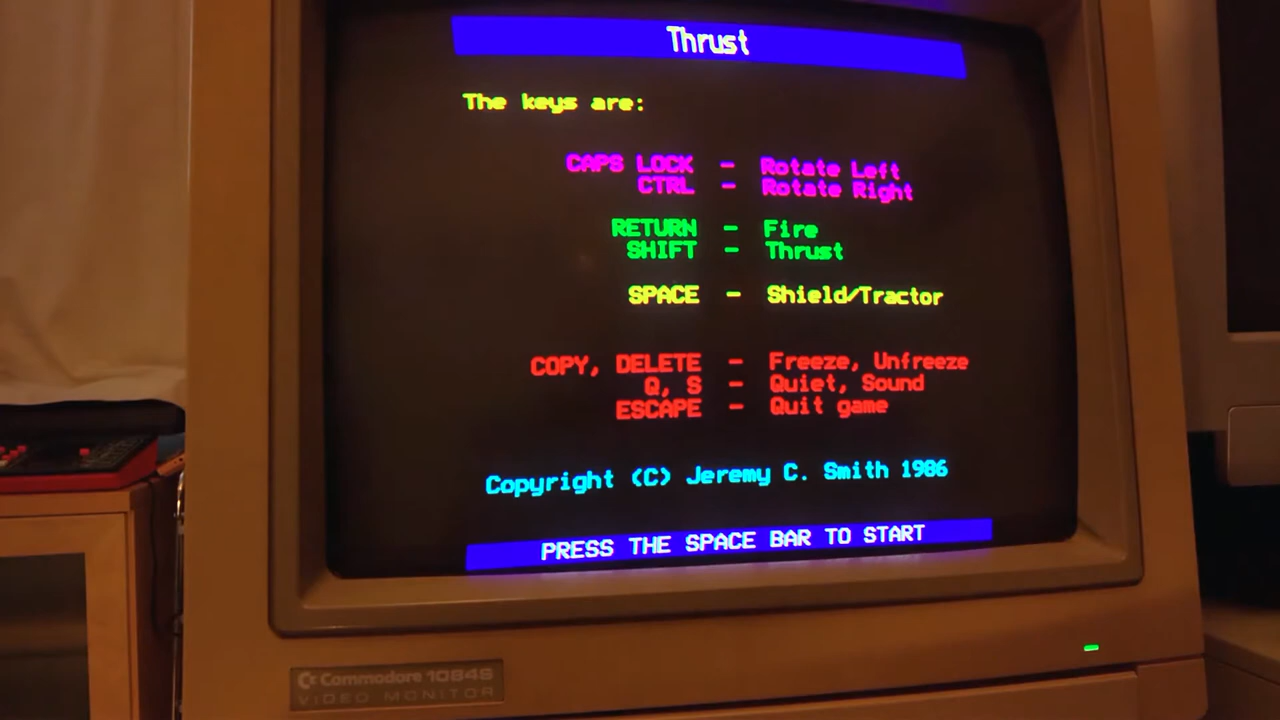 Thrust
The keys are:
CAPS LOCK - Rotate Left
CTRL - Rotate Right
RETURN - Fire
SHIFT - Thrust
SPACE - Shield/Tractor
COPY, DELETE - Freeze, Unfreeze
Q, S - Quiet, Sound
ESCAPE - Quit game
Copyright (C) Jeremy C. Smith 1986
PRESS THE SPACE BAR TO START
Commodore 1084S
VIDEO MONITOR